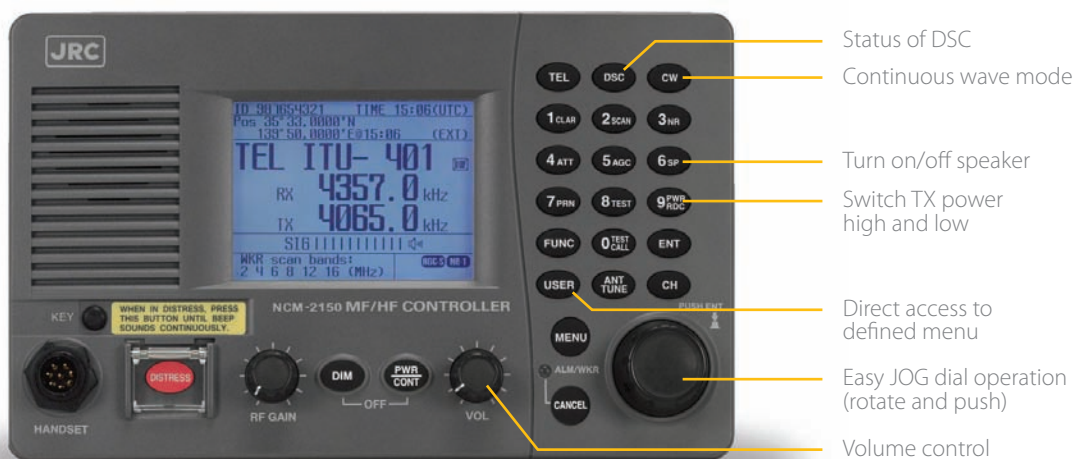 JRC
ID 987654321 TIME 15:06(UTC)
Pos 35°33.0000'N
139°50.0000'E@15:06 (EXT)
TEL ITU- 401
RX 4357.0 kHz
TX 4065.0 kHz
SIG
WKR scan bands:
2 4 6 8 12 16 (MHz)
AGC-S NB 1
NCM-2150 MF/HF CONTROLLER
KEY
WHEN IN DISTRESS, PRESS
THIS BUTTON UNTIL BEEP
SOUNDS CONTINUOUSLY.
HANDSET
DISTRESS
RF GAIN
DIM
PWR
CONT
OFF
VOL
TEL DSC CW
1 CLAR 2 SCAN 3 NR
4 ATT 5 AGC 6 SP
7 PRN 8 TEST 9 PWR RDC
FUNC 0 TEST CALL ENT
USER ANT TUNE CH
PUSH ENT
MENU
ALM/WKR
CANCEL
Status of DSC
Continuous wave mode
Turn on/off speaker
Switch TX power
high and low
Direct access to
defined menu
Easy JOG dial operation
(rotate and push)
Volume control